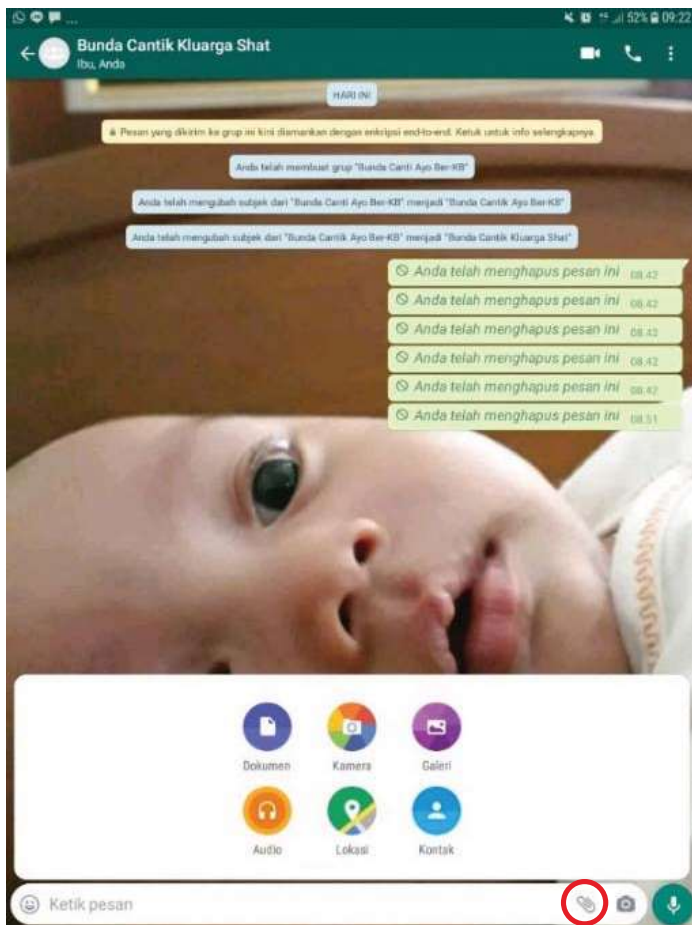 ... 52% 09:22
Bunda Cantik Kluarga Shat
Ibu, Anda
HARI INI
Pesan yang dikirim ke grup ini kini diamankan dengan enkripsi end-to-end. Ketuk untuk info selengkapnya.
Anda telah membuat grup "Bunda Canti Ayo Ber-KB"
Anda telah mengubah subjek dari "Bunda Canti Ayo Ber-KB" menjadi "Bunda Cantik Ayo Ber-KB"
Anda telah mengubah subjek dari "Bunda Cantik Ayo Ber-KB" menjadi "Bunda Cantik Kluarga Shat"
Anda telah menghapus pesan ini 08.42
Anda telah menghapus pesan ini 08.42
Anda telah menghapus pesan ini 08.42
Anda telah menghapus pesan ini 08.42
Anda telah menghapus pesan ini 08.42
Anda telah menghapus pesan ini 08.51
Dokumen Kamera Galeri
Audio Lokasi Kontak
Ketik pesan